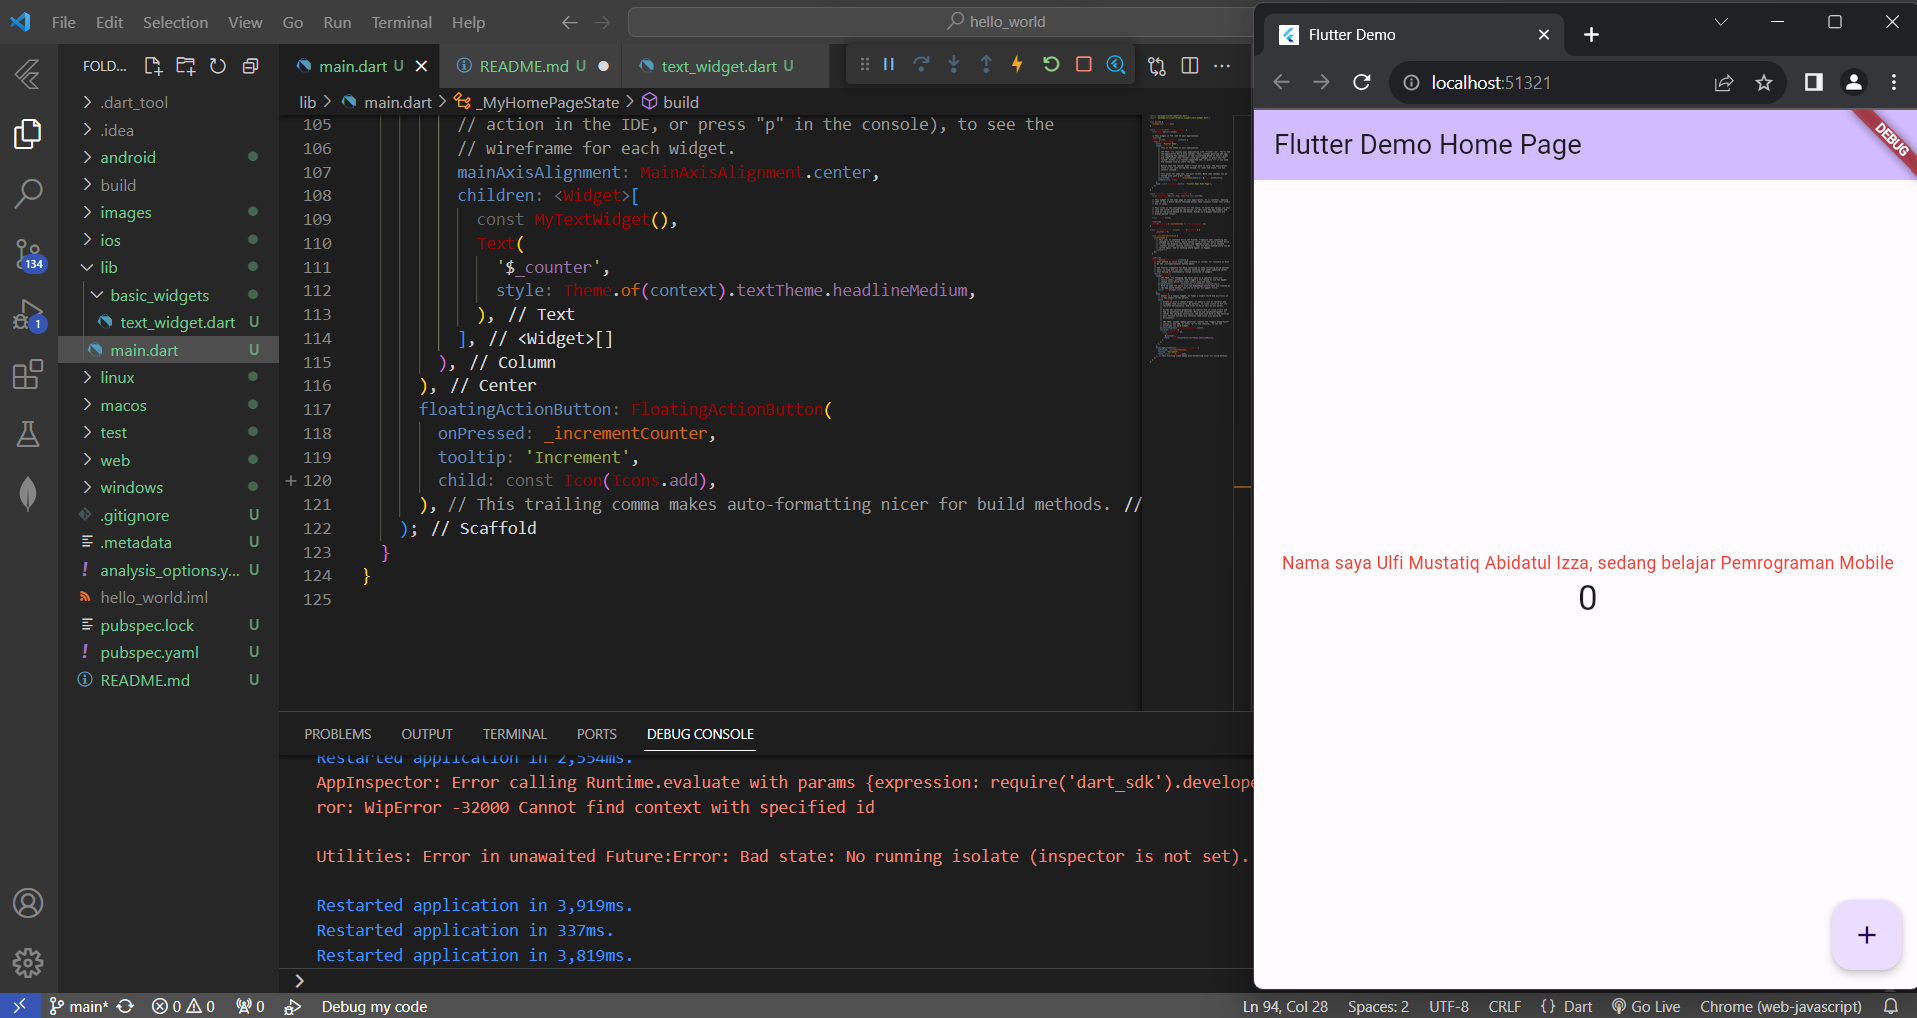 File Edit Selection View Go Run Terminal Help
hello_world
FOLD...
.dart_tool
.idea
android
build
images
ios
lib
basic_widgets
text_widget.dart U
main.dart U
linux
macos
test
web
windows
.gitignore U
.metadata U
analysis_options.y... U
hello_world.iml
pubspec.lock U
pubspec.yaml U
README.md U
134
1
main.dart U
README.md U
text_widget.dart U
lib > main.dart > _MyHomePageState > build
105 // action in the IDE, or press "p" in the console), to see the
106 // wireframe for each widget.
107 mainAxisAlignment: MainAxisAlignment.center,
108 children: <Widget>[
109 const MyTextWidget(),
110 Text(
111 '$_counter',
112 style: Theme.of(context).textTheme.headlineMedium,
113 ), // Text
114 ], // <Widget>[]
115 ), // Column
116 ), // Center
117 floatingActionButton: FloatingActionButton(
118 onPressed: _incrementCounter,
119 tooltip: 'Increment',
120 child: const Icon(Icons.add),
121 ), // This trailing comma makes auto-formatting nicer for build methods. //
122 ); // Scaffold
123 }
124 }
125
PROBLEMS OUTPUT TERMINAL PORTS DEBUG CONSOLE
Restarted application in 2,554ms.
AppInspector: Error calling Runtime.evaluate with params {expression: require('dart_sdk').develope
ror: WipError -32000 Cannot find context with specified id
Utilities: Error in unawaited Future:Error: Bad state: No running isolate (inspector is not set).
Restarted application in 3,919ms.
Restarted application in 337ms.
Restarted application in 3,819ms.
>
main* 0 0 0 Debug my code
Ln 94, Col 28 Spaces: 2 UTF-8 CRLF {} Dart Go Live Chrome (web-javascript)
Flutter Demo
localhost:51321
Flutter Demo Home Page
DEBUG
Nama saya Ulfi Mustatiq Abidatul Izza, sedang belajar Pemrograman Mobile
0
+